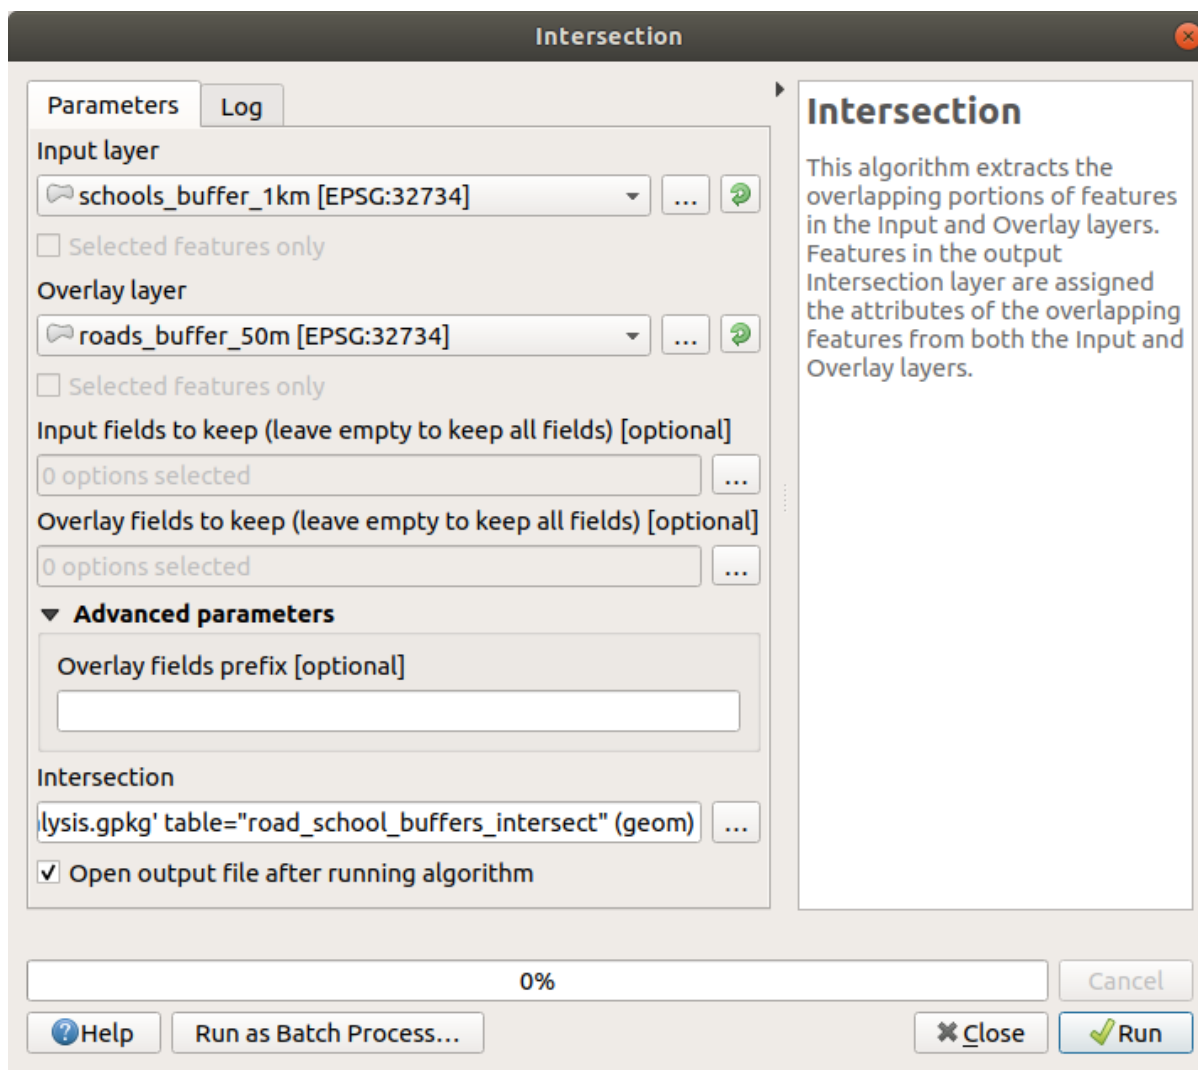 Intersection
Parameters
Log
Input layer
schools_buffer_1km [EPSG:32734]
...
Selected features only
Overlay layer
roads_buffer_50m [EPSG:32734]
...
Selected features only
Input fields to keep (leave empty to keep all fields) [optional]
0 options selected
...
Overlay fields to keep (leave empty to keep all fields) [optional]
0 options selected
...
Advanced parameters
Overlay fields prefix [optional]
Intersection
lysis.gpkg' table="road_school_buffers_intersect" (geom)
...
Open output file after running algorithm
Intersection
This algorithm extracts the
overlapping portions of features
in the Input and Overlay layers.
Features in the output
Intersection layer are assigned
the attributes of the overlapping
features from both the Input and
Overlay layers.
0%
Cancel
Help
Run as Batch Process...
Close
Run